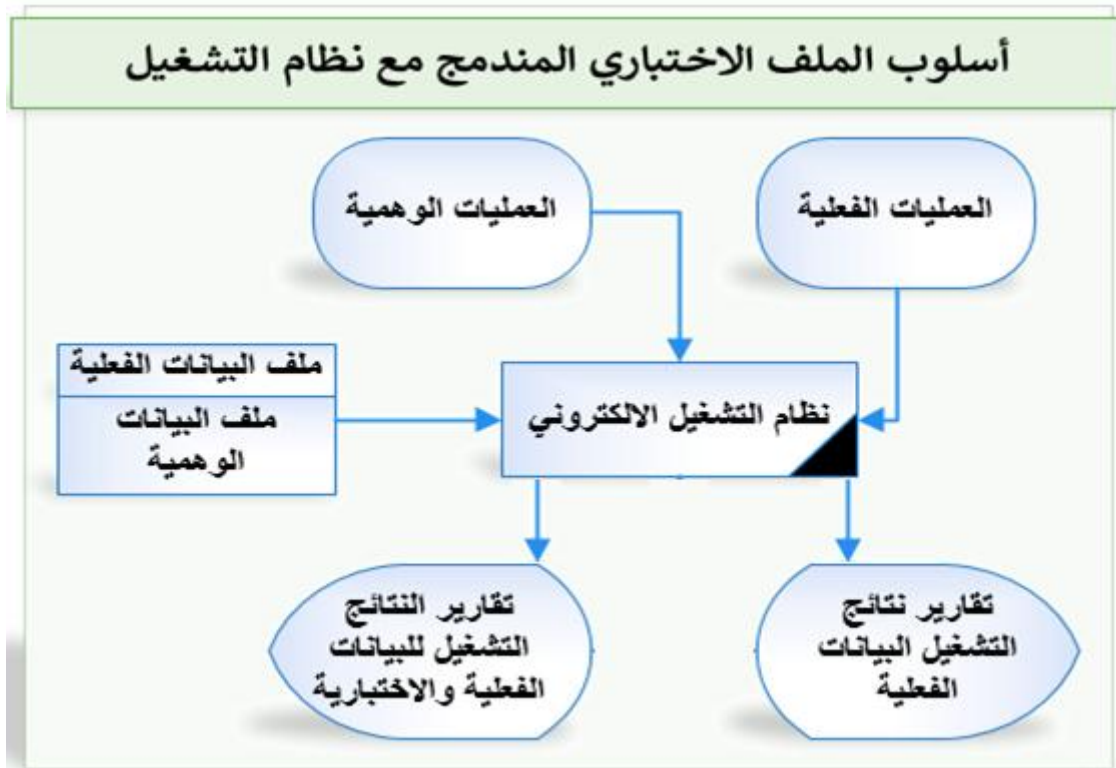 أسلوب الملف الاختباري المندمج مع نظام التشغيل
العمليات الفعلية
العمليات الوهمية
ملف البيانات الفعلية
ملف البيانات
الوهمية
نظام التشغيل الالكتروني
تقارير نتائج
التشغيل البيانات
الفعلية
تقارير النتائج
التشغيل للبيانات
الفعلية والاختبارية